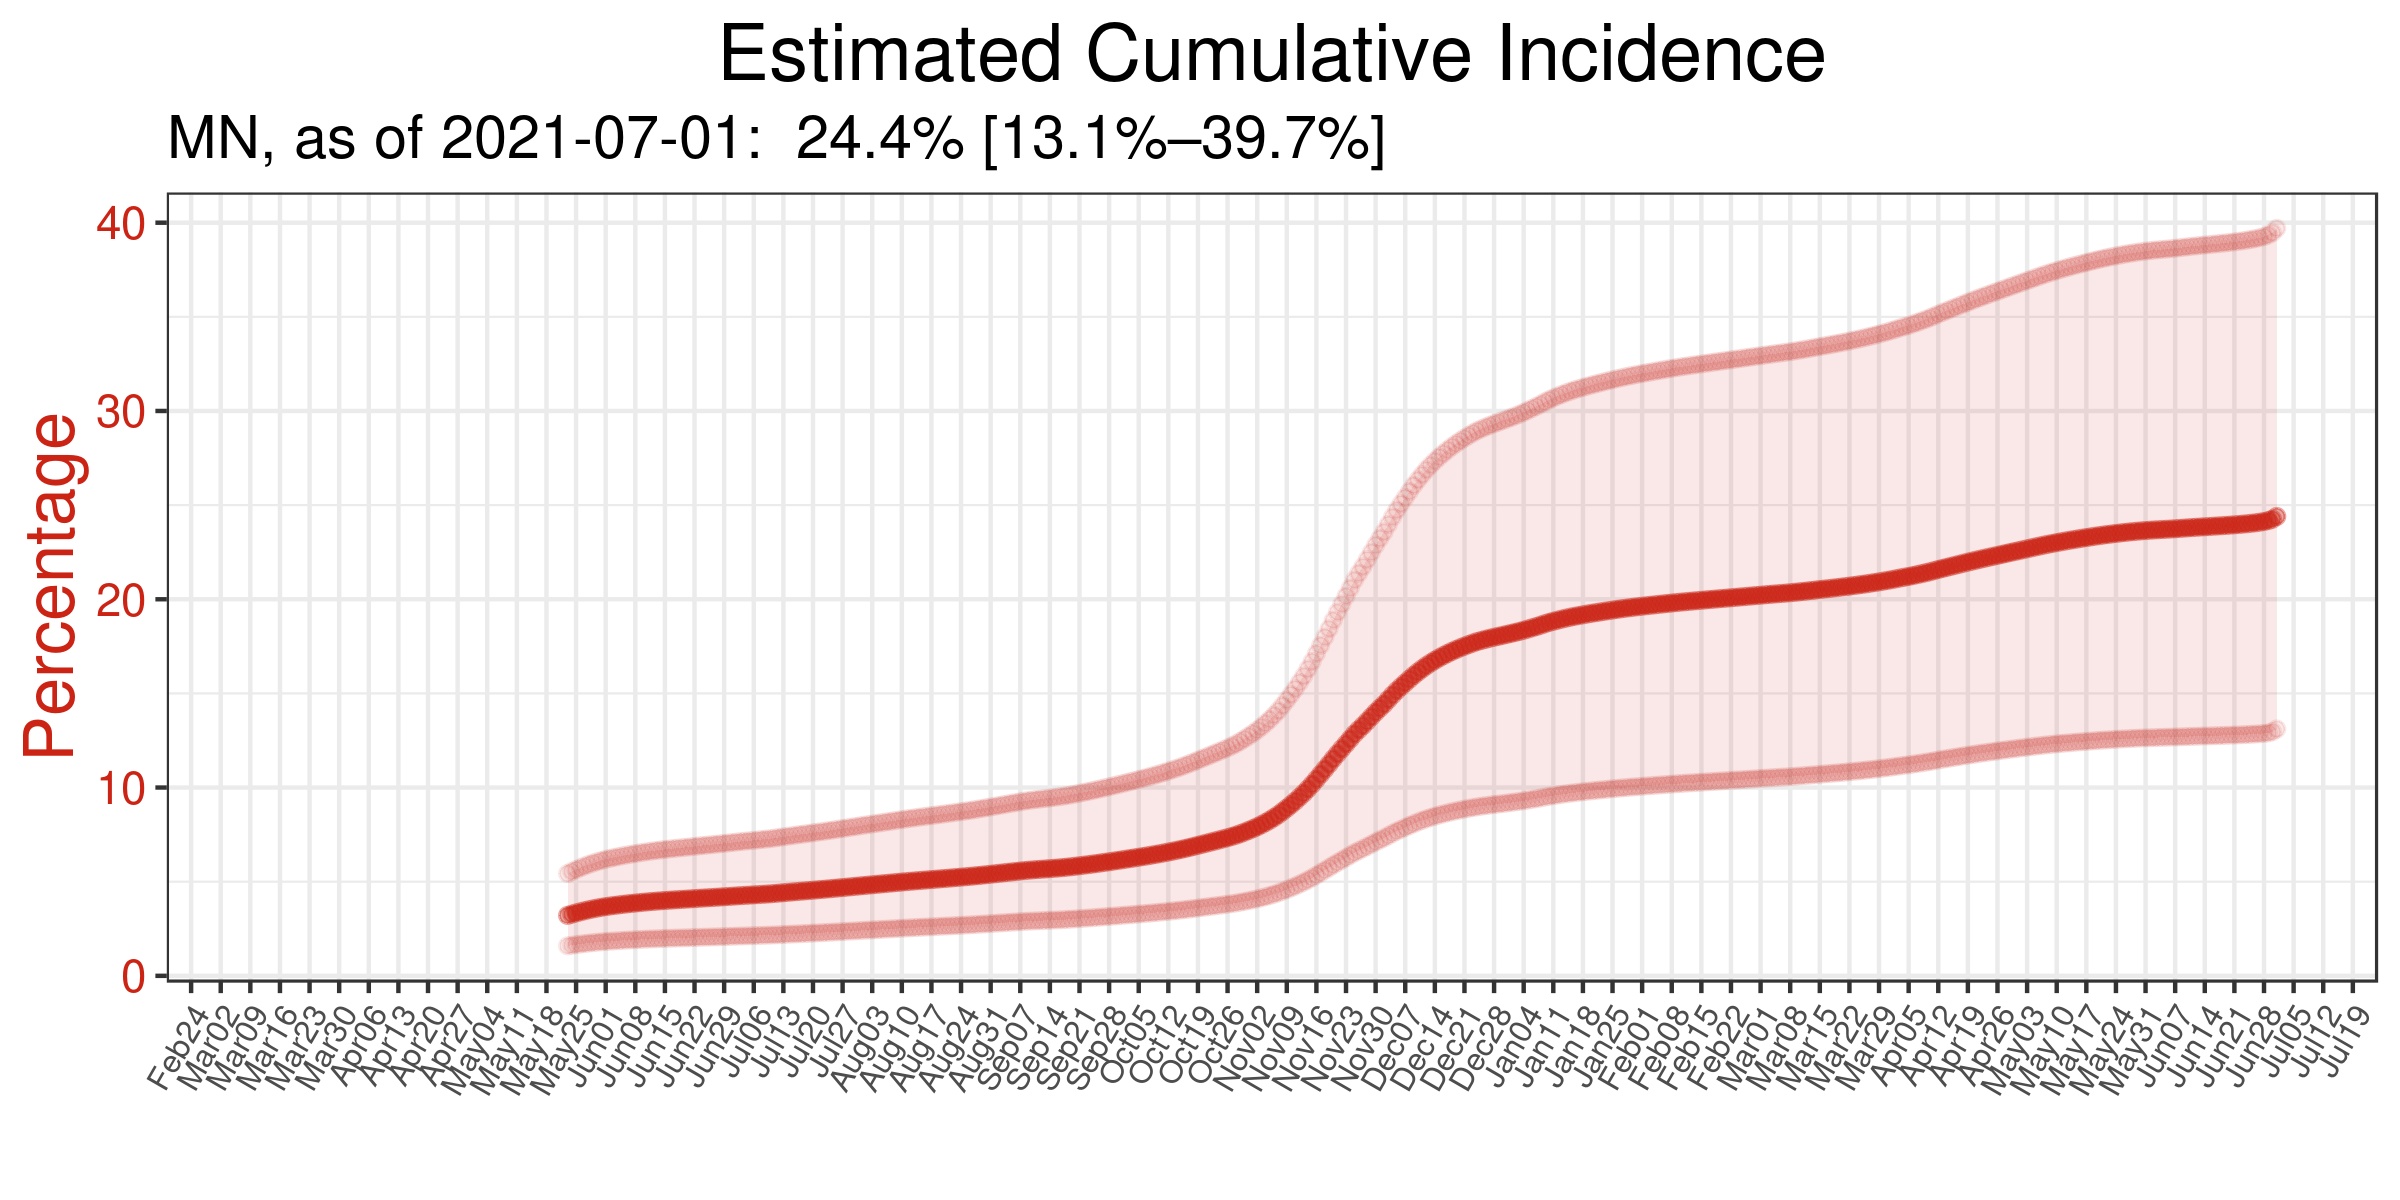 Estimated Cumulative Incidence
MN, as of 2021-07-01:  24.4% [13.1%–39.7%]
Percentage
40
30
20
10
0
Feb24
Mar02
Mar09
Mar16
Mar23
Mar30
Apr06
Apr13
Apr20
Apr27
May04
May11
May18
May25
Jun01
Jun08
Jun15
Jun22
Jun29
Jul06
Jul13
Jul20
Jul27
Aug03
Aug10
Aug17
Aug24
Aug31
Sep07
Sep14
Sep21
Sep28
Oct05
Oct12
Oct19
Oct26
Nov02
Nov09
Nov16
Nov23
Nov30
Dec07
Dec14
Dec21
Dec28
Jan04
Jan11
Jan18
Jan25
Feb01
Feb08
Feb15
Feb22
Mar01
Mar08
Mar15
Mar22
Mar29
Apr05
Apr12
Apr19
Apr26
May03
May10
May17
May24
May31
Jun07
Jun14
Jun21
Jun28
Jul05
Jul12
Jul19